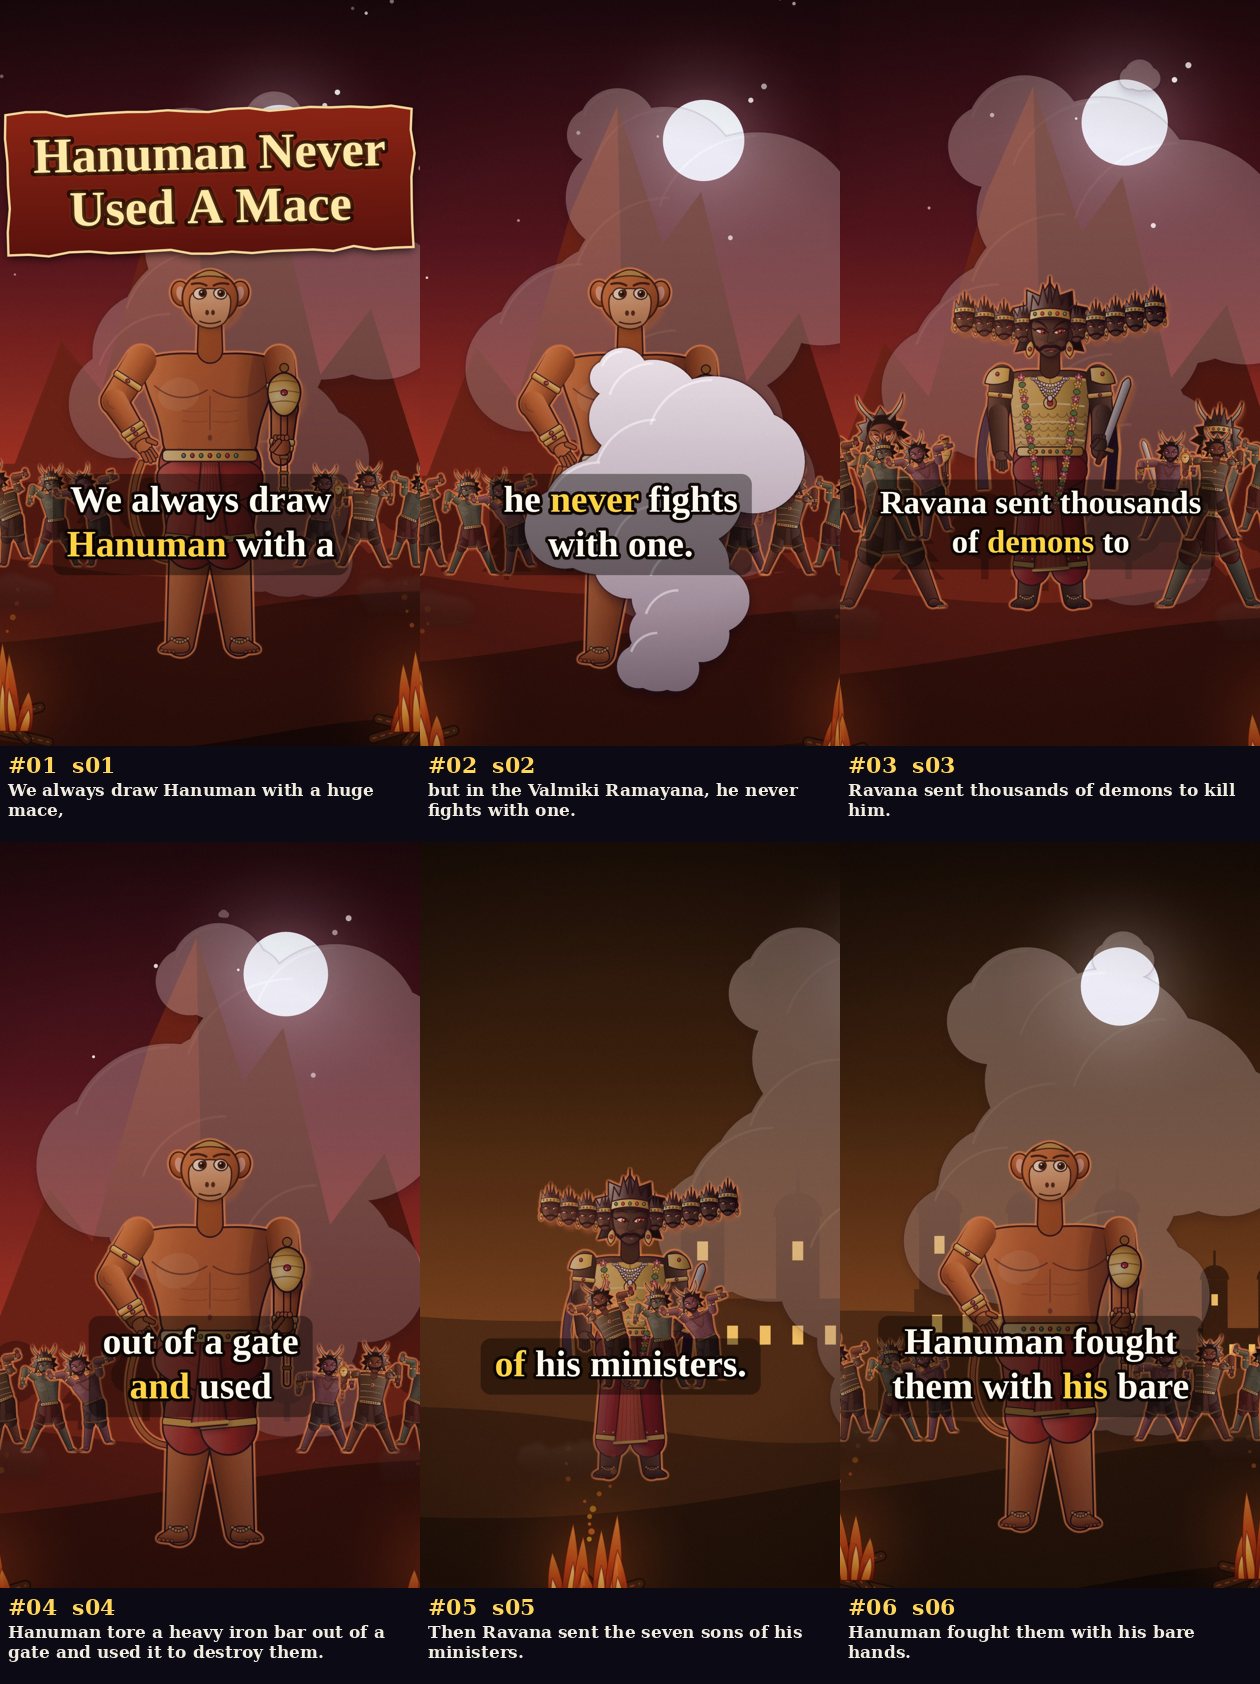 Hanuman Never
Used A Mace
We always draw
Hanuman with a
he never fights
with one.
Ravana sent thousands
of demons to
#01 s01
We always draw Hanuman with a huge
mace,
#02 s02
but in the Valmiki Ramayana, he never
fights with one.
#03 s03
Ravana sent thousands of demons to kill
him.
out of a gate
and used
of his ministers.
Hanuman fought
them with his bare
#04 s04
Hanuman tore a heavy iron bar out of a
gate and used it to destroy them.
#05 s05
Then Ravana sent the seven sons of his
ministers.
#06 s06
Hanuman fought them with his bare
hands.